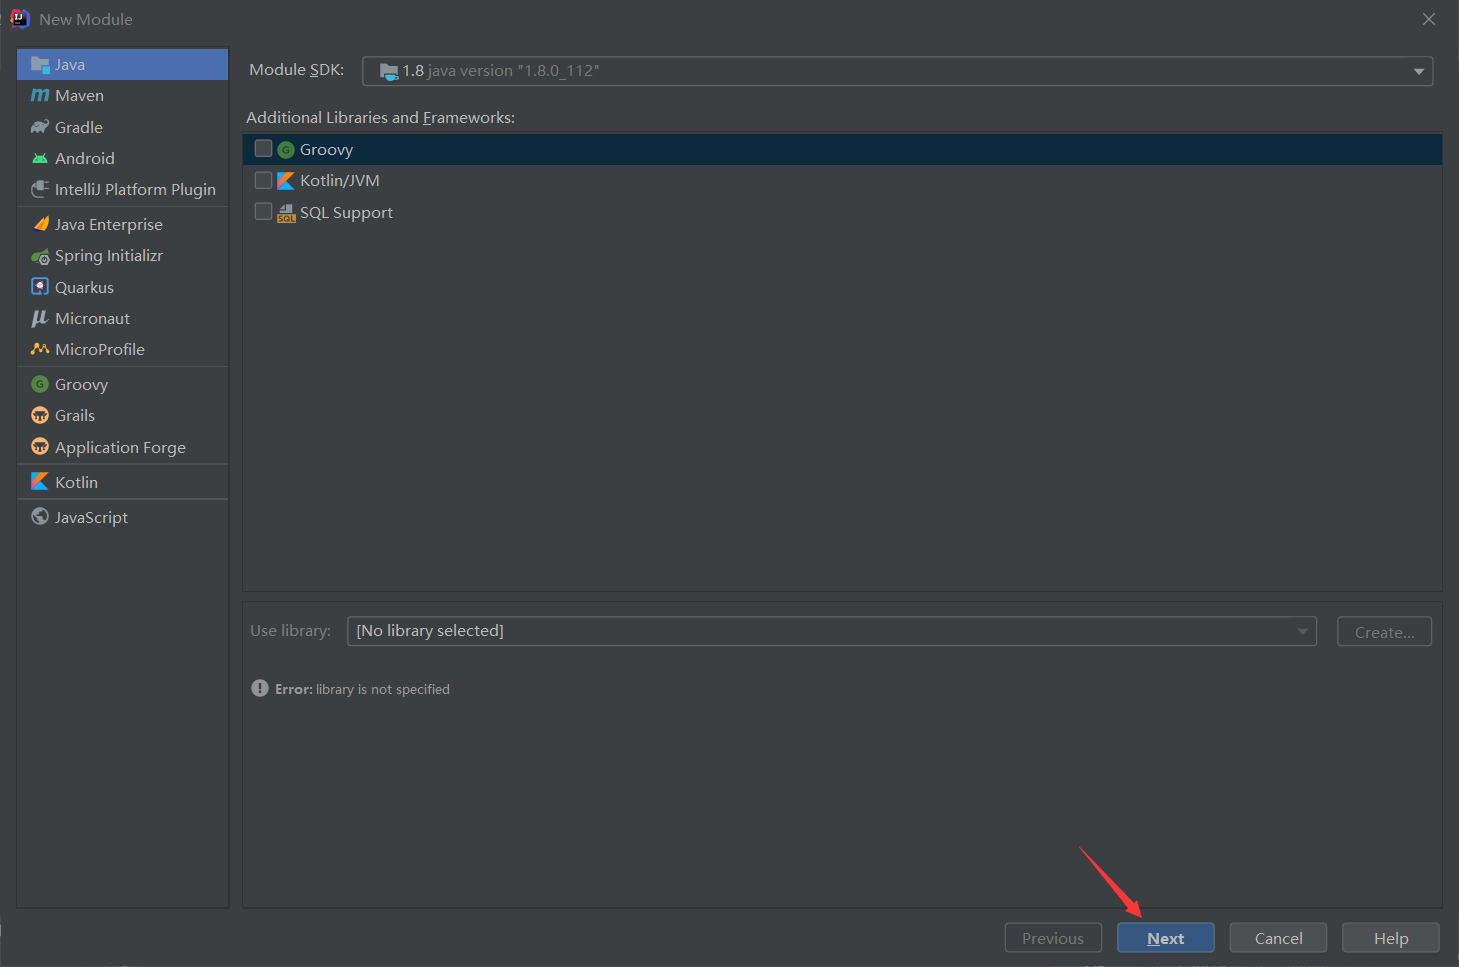 New Module
Java
Maven
Gradle
Android
IntelliJ Platform Plugin
Java Enterprise
Spring Initializr
Quarkus
Micronaut
MicroProfile
Groovy
Grails
Application Forge
Kotlin
JavaScript
Module SDK: 1.8 java version "1.8.0_112"
Additional Libraries and Frameworks:
Groovy
Kotlin/JVM
SQL Support
Use library: [No library selected] Create...
Error: library is not specified
Previous Next Cancel Help